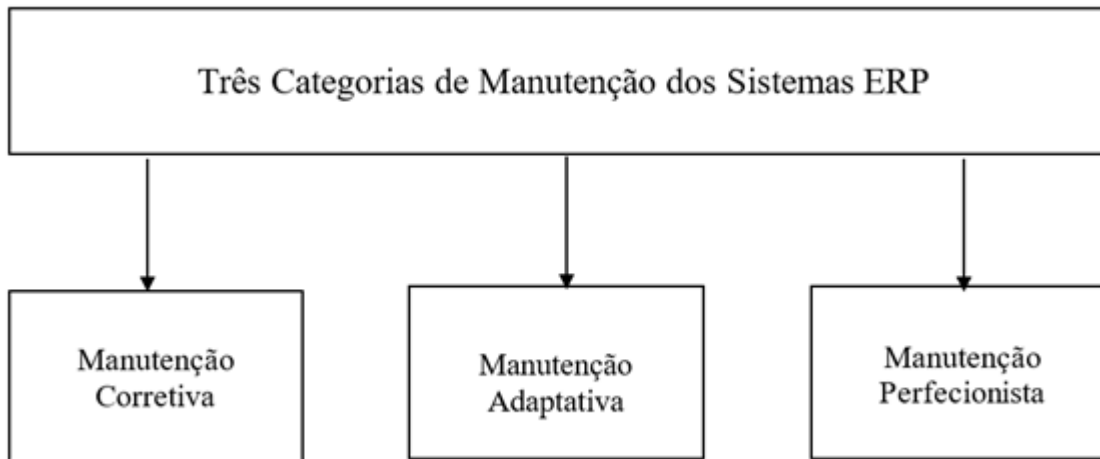 Três Categorias de Manutenção dos Sistemas ERP
Manutenção
Corretiva
Manutenção
Adaptativa
Manutenção
Perfecionista